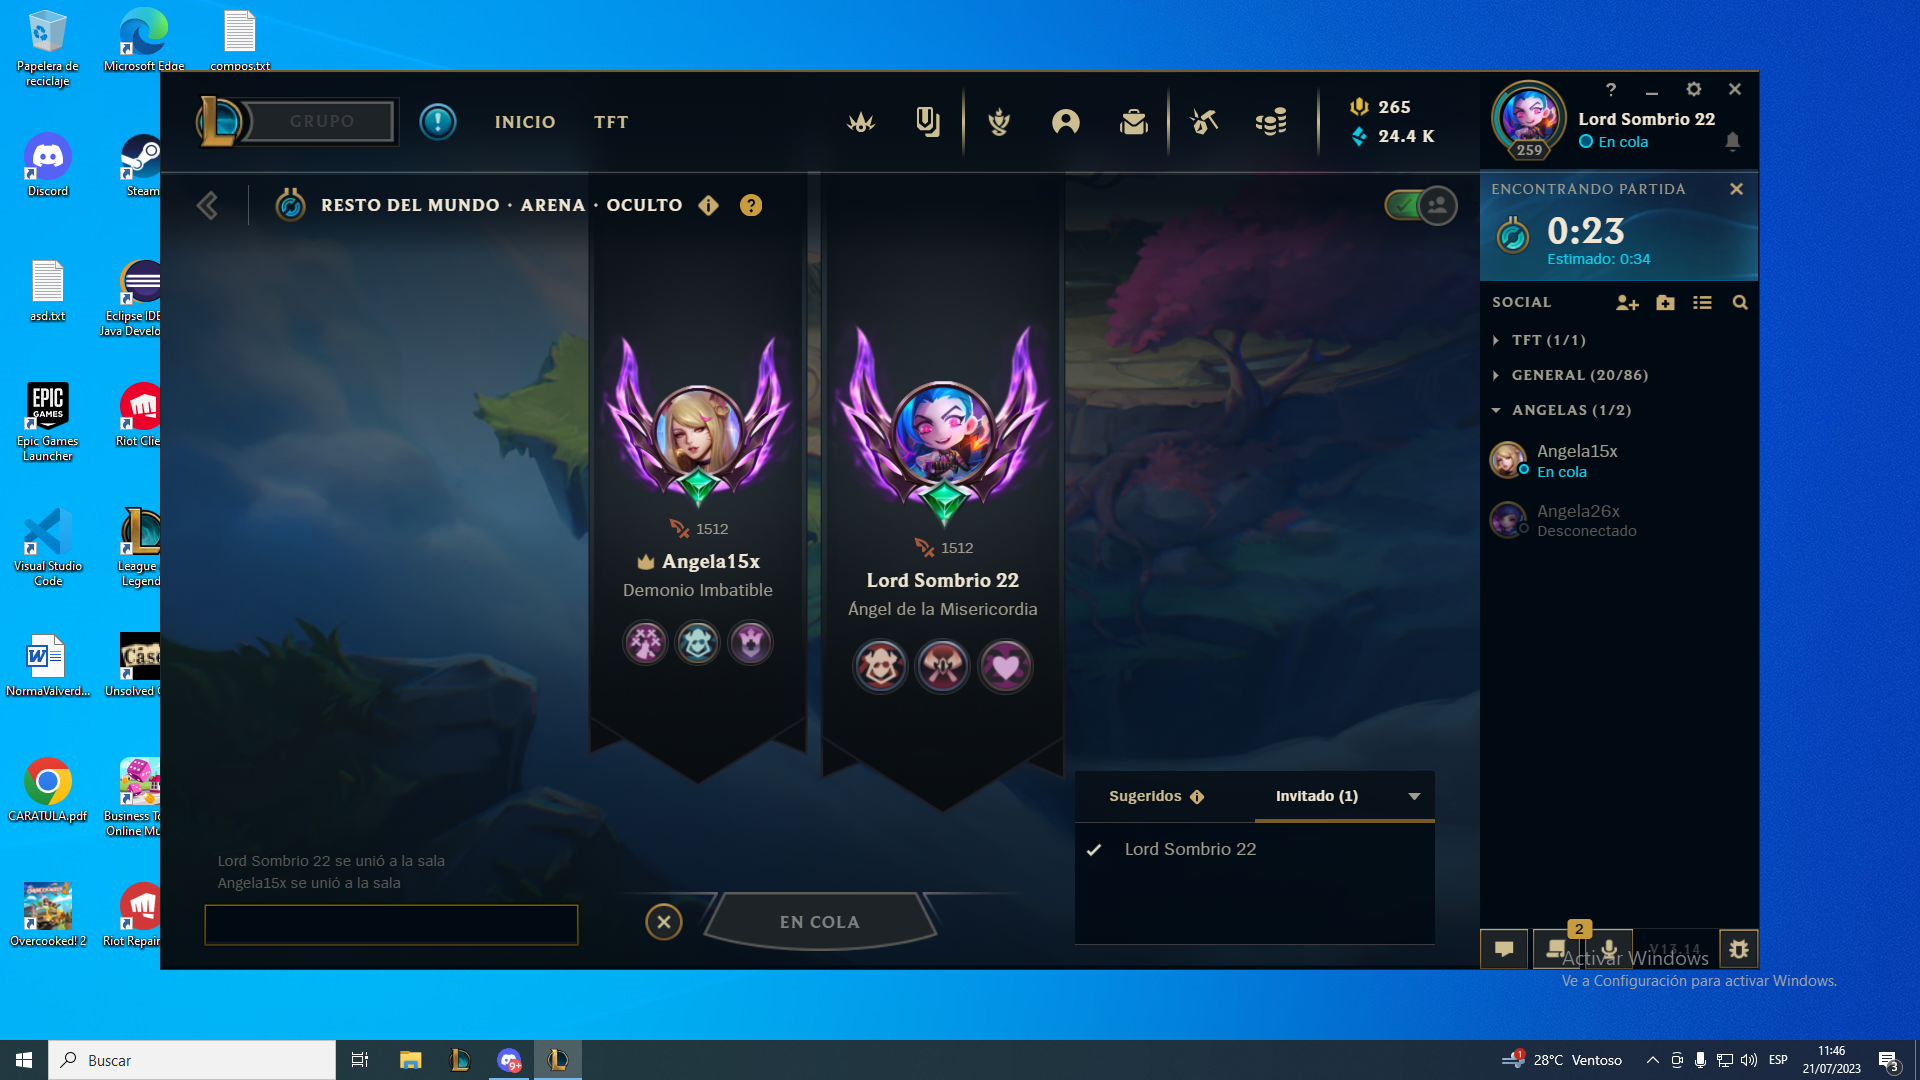 Papelera de
reciclaje
Microsoft Edge
compos.txt
Discord
Steam
asd.txt
Eclipse IDE
Java Develo...
EPIC
GAMES
Epic Games
Launcher
Riot Clie
Visual Studio
Code
League
Legend
NormaValverd...
Unsolved
CARATULA.pdf
Business To
Online Mu
Overcooked! 2
Riot Repair
GRUPO
INICIO
TFT
265
24.4 K
?
259
Lord Sombrio 22
En cola
RESTO DEL MUNDO · ARENA · OCULTO
?
ENCONTRANDO PARTIDA
0:23
Estimado: 0:34
SOCIAL
TFT (1/1)
GENERAL (20/86)
ANGELAS (1/2)
Angela15x
En cola
Angela26x
Desconectado
1512
Angela15x
Demonio Imbatible
1512
Lord Sombrio 22
Ángel de la Misericordia
Sugeridos
Invitado (1)
Lord Sombrio 22
Lord Sombrio 22 se unió a la sala
Angela15x se unió a la sala
EN COLA
2
V13.14
Activar Windows
Ve a Configuración para activar Windows.
Buscar
9+
1
28°C Ventoso
ESP
11:46
21/07/2023
3